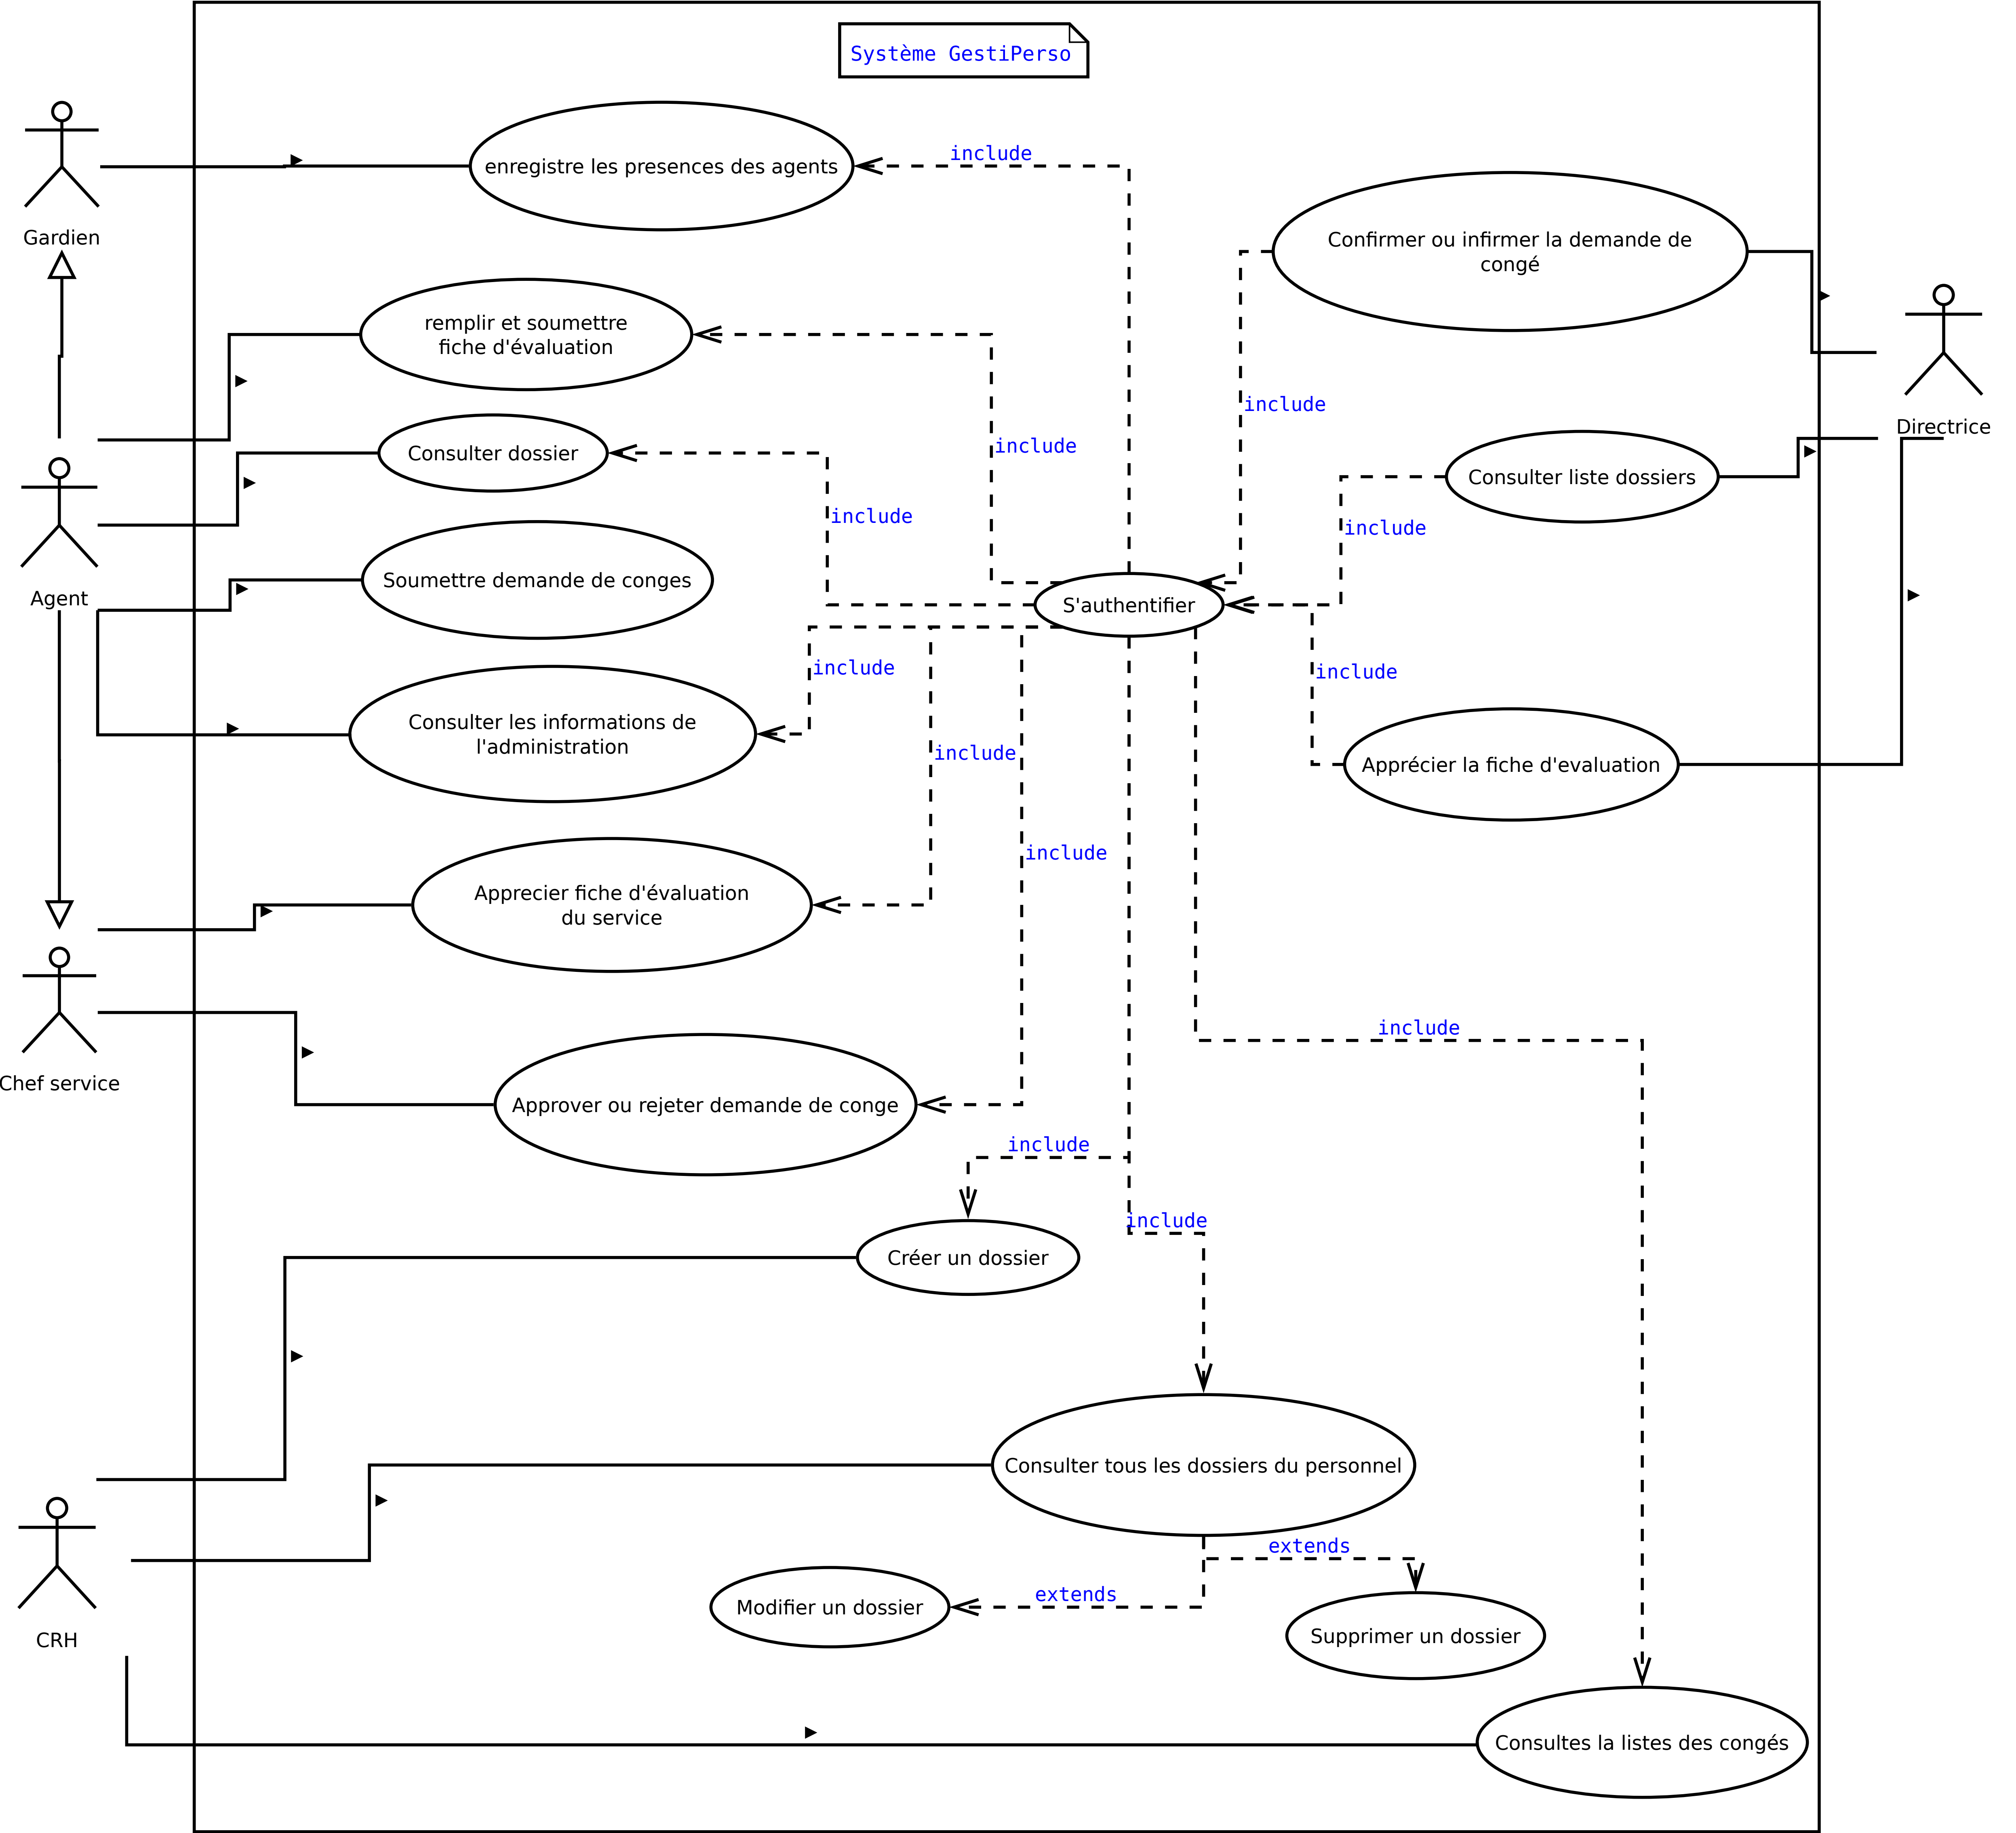 Système GestiPerso
enregistre les presences des agents
include
Gardien
Confirmer ou infirmer la demande de
congé
remplir et soumettre
fiche d'évaluation
include
Directrice
include
Consulter dossier
Consulter liste dossiers
include
include
Soumettre demande de conges
Agent
S'authentifier
include
include
Consulter les informations de
l'administration
include
Apprécier la fiche d'evaluation
include
Apprecier fiche d'évaluation
du service
include
Chef service
Approver ou rejeter demande de conge
include
include
Créer un dossier
Consulter tous les dossiers du personnel
extends
extends
Modifier un dossier
Supprimer un dossier
CRH
Consultes la listes des congés